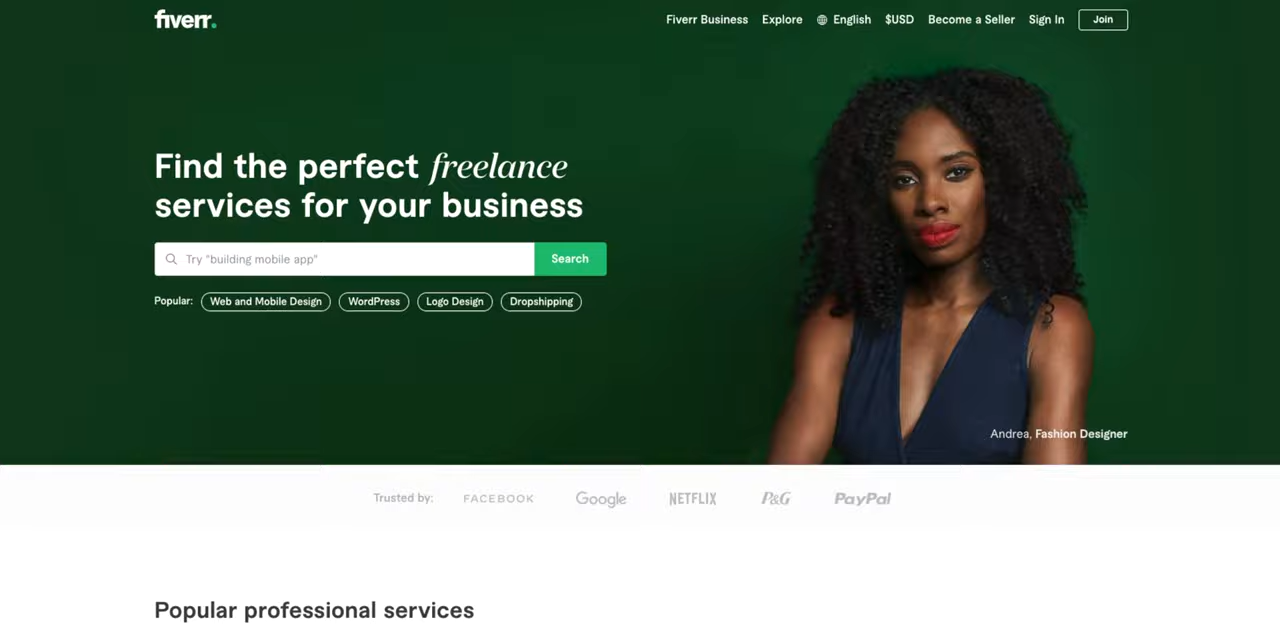 fiverr.
Fiverr Business Explore English $USD Become a Seller Sign In Join
Find the perfect freelance
services for your business
Try "building mobile app" Search
Popular: Web and Mobile Design WordPress Logo Design Dropshipping
Andrea, Fashion Designer
Trusted by: FACEBOOK Google NETFLIX P&G PayPal
Popular professional services